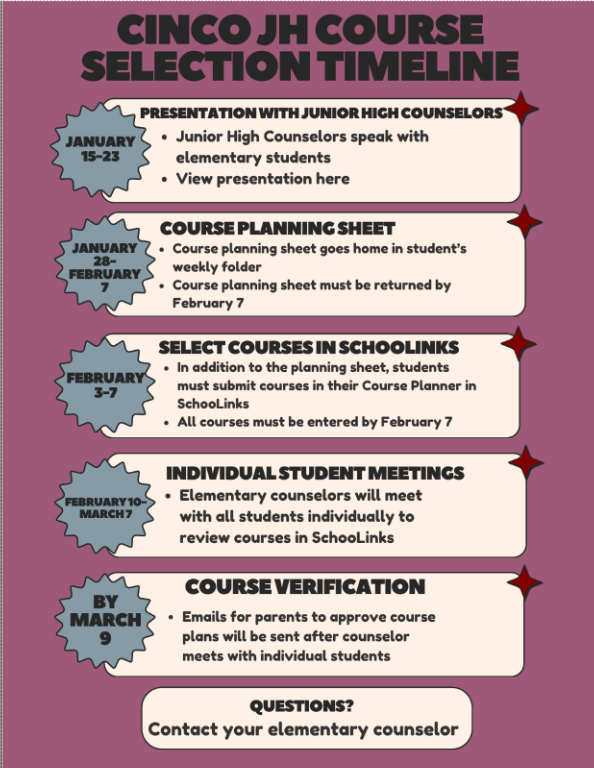 CINCO JH COURSE
SELECTION TIMELINE
PRESENTATION WITH JUNIOR HIGH COUNSELORS
JANUARY
15-23
• Junior High Counselors speak with
elementary students
• View presentation here
COURSE PLANNING SHEET
JANUARY
28-
FEBRUARY
7
• Course planning sheet goes home in student's
weekly folder
• Course planning sheet must be returned by
February 7
SELECT COURSES IN SCHOOLINKS
FEBRUARY
3-7
• In addition to the planning sheet, students
must submit courses in their Course Planner in
SchooLinks
• All courses must be entered by February 7
INDIVIDUAL STUDENT MEETINGS
FEBRUARY 10-
MARCH 7
• Elementary counselors will meet
with all students individually to
review courses in SchooLinks
COURSE VERIFICATION
BY
MARCH
9
• Emails for parents to approve course
plans will be sent after counselor
meets with individual students
QUESTIONS?
Contact your elementary counselor